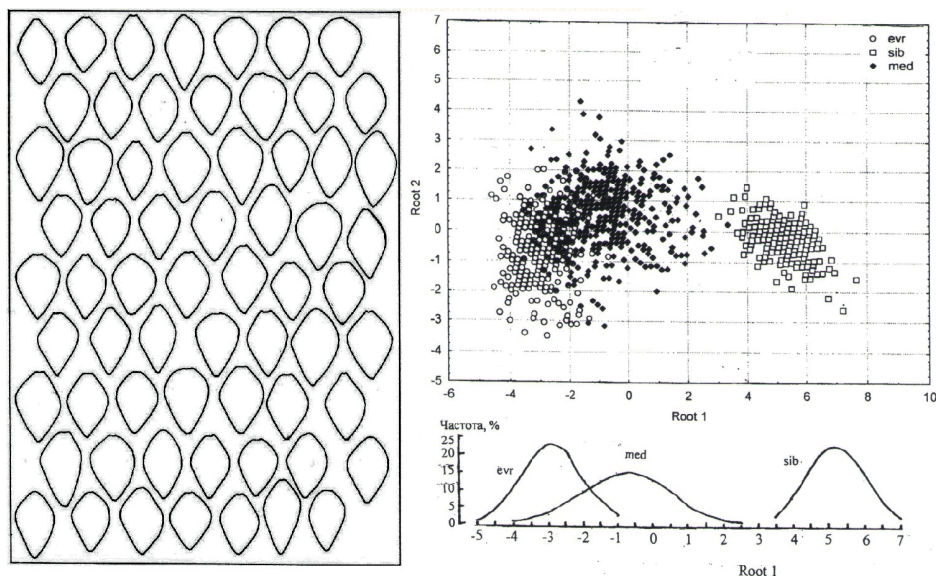 7
6
5
4
3
2
1
0
-1
-2
-3
-4
-5
Root 2
evr
sib
med
-6 -4 -2 0 2 4 6 8 10
Root 1
Частота, %
25
20
15
10
5
0
evr
med
sib
-5 -4 -3 -2 -1 0 1 2 3 4 5 6 7
Root 1